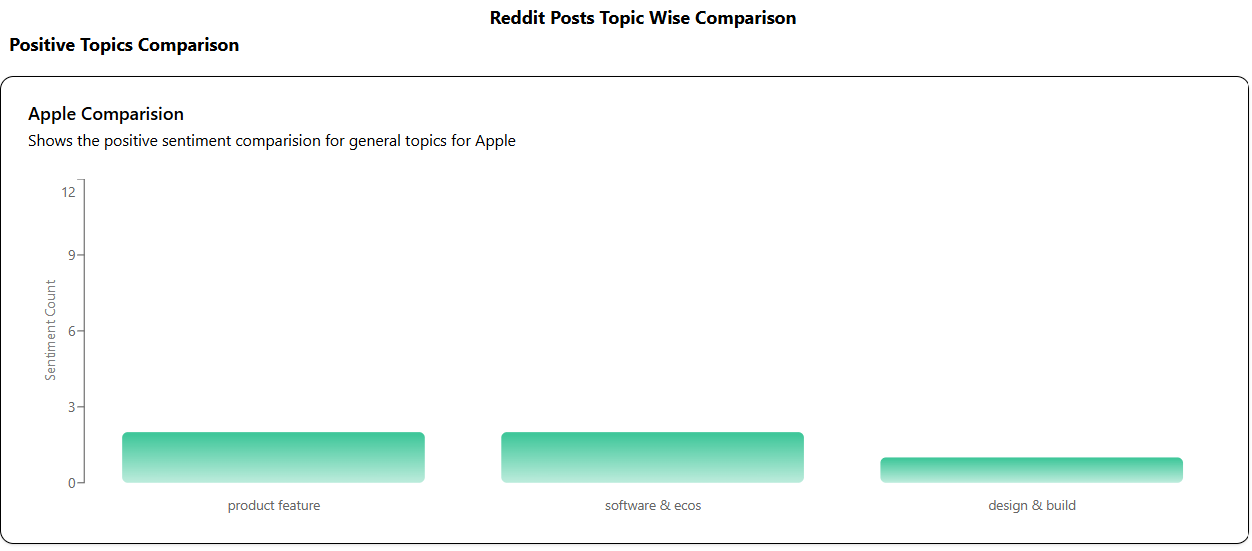 Reddit Posts Topic Wise Comparison
Positive Topics Comparison
Apple Comparision
Shows the positive sentiment comparision for general topics for Apple
12
9
6
3
0
Sentiment Count
product feature
software & ecos
design & build